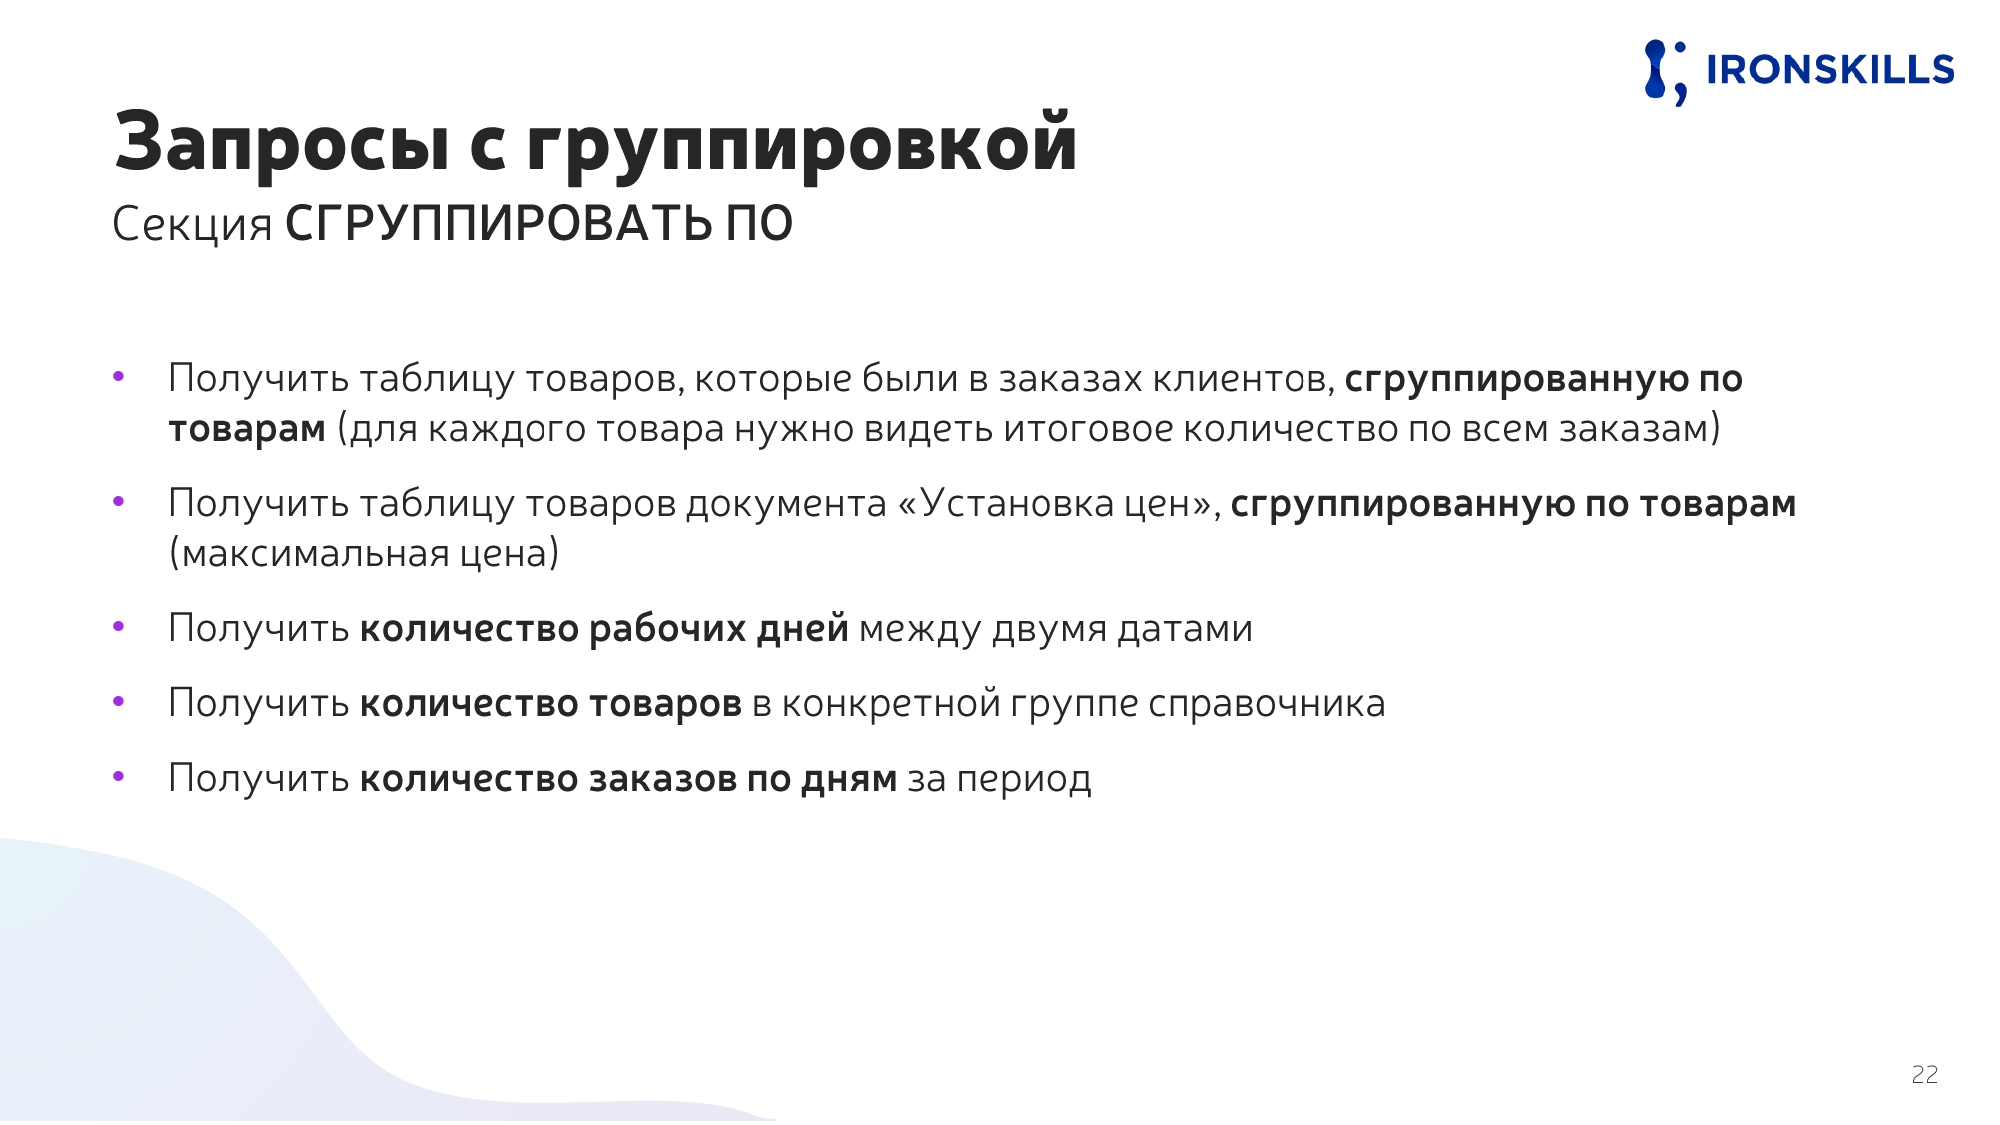 IRONSKILLS
Запросы с группировкой
Секция СГРУППИРОВАТЬ ПО
• Получить таблицу товаров, которые были в заказах клиентов, сгруппированную по
товарам (для каждого товара нужно видеть итоговое количество по всем заказам)
• Получить таблицу товаров документа «Установка цен», сгруппированную по товарам
(максимальная цена)
• Получить количество рабочих дней между двумя датами
• Получить количество товаров в конкретной группе справочника
• Получить количество заказов по дням за период
22